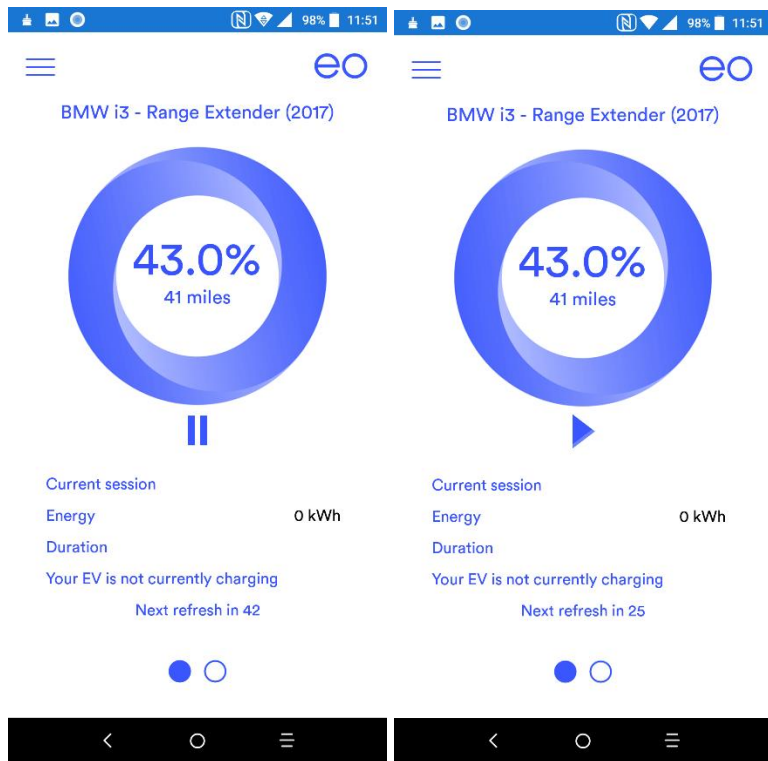 98% 11:51
eo
BMW i3 - Range Extender (2017)
43.0%
41 miles
Current session
Energy 0 kWh
Duration
Your EV is not currently charging
Next refresh in 42
98% 11:51
eo
BMW i3 - Range Extender (2017)
43.0%
41 miles
Current session
Energy 0 kWh
Duration
Your EV is not currently charging
Next refresh in 25